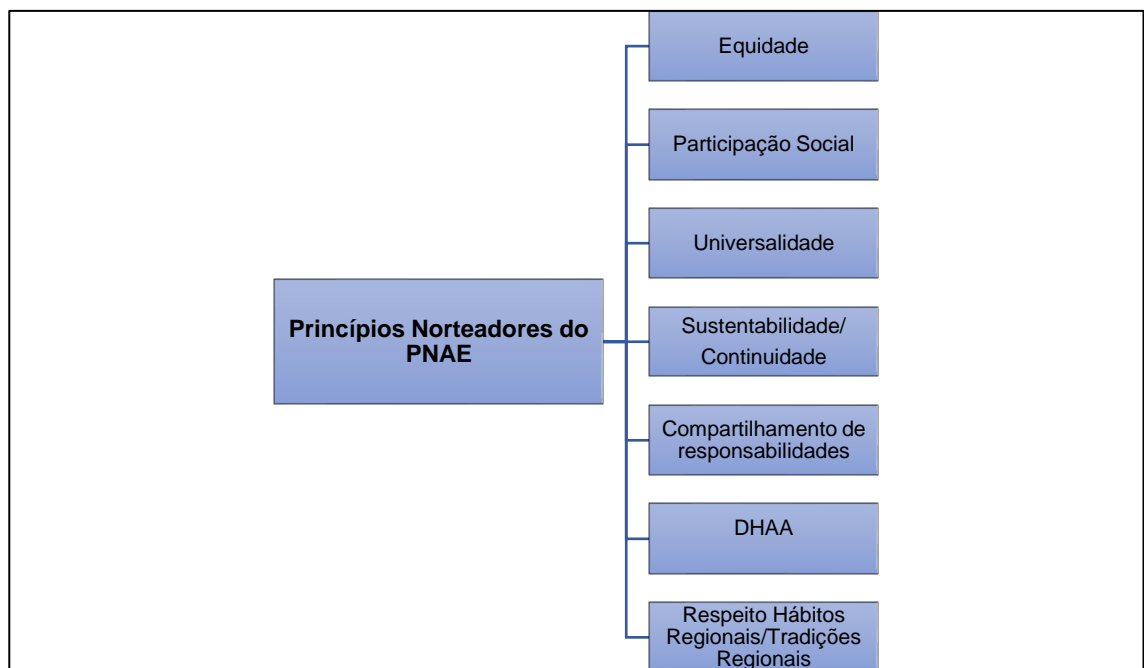 Equidade
Participação Social
Universalidade
Princípios Norteadores do
PNAE
Sustentabilidade/
Continuidade
Compartilhamento de
responsabilidades
DHAA
Respeito Hábitos
Regionais/Tradições
Regionais